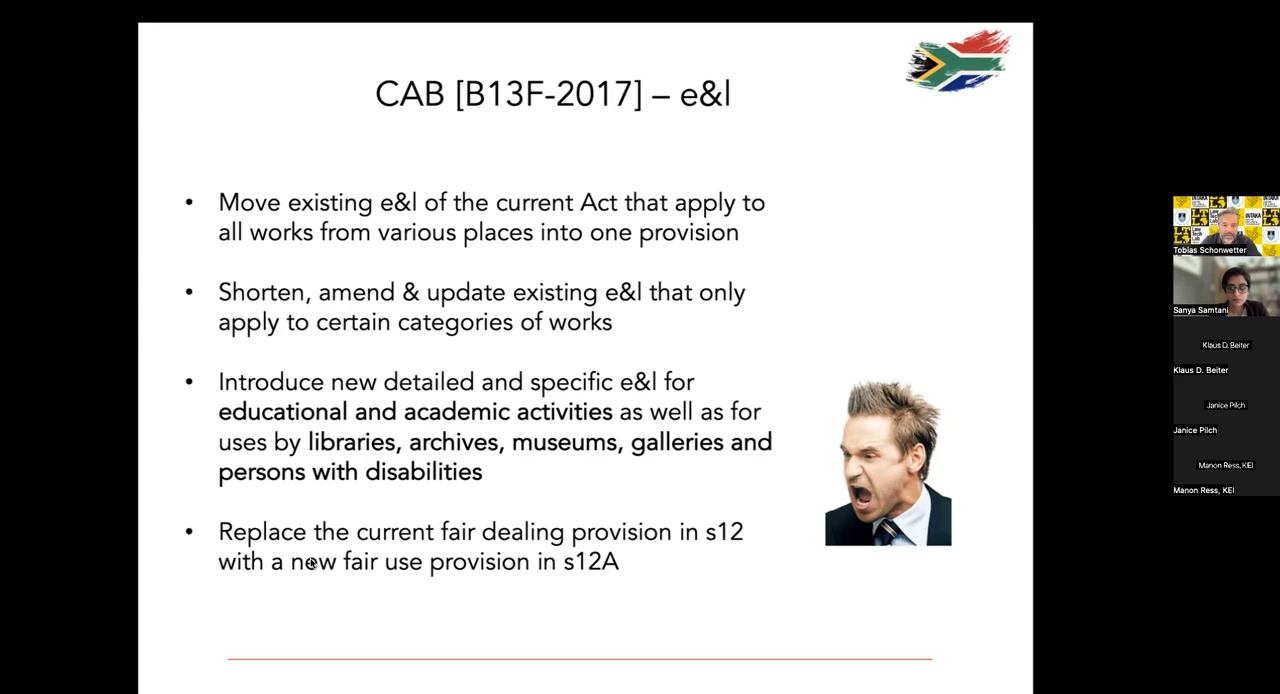 CAB [B13F-2017] – e&l
• Move existing e&l of the current Act that apply to
all works from various places into one provision
• Shorten, amend & update existing e&l that only
apply to certain categories of works
• Introduce new detailed and specific e&l for
educational and academic activities as well as for
uses by libraries, archives, museums, galleries and
persons with disabilities
• Replace the current fair dealing provision in s12
with a new fair use provision in s12A
INTAKA
INTAKA
Tobias Schonwetter
Sanya Samtani
Klaus D. Beiter
Klaus D. Beiter
Janice Pilch
Janice Pilch
Manon Ress, KEI
Manon Ress, KEI